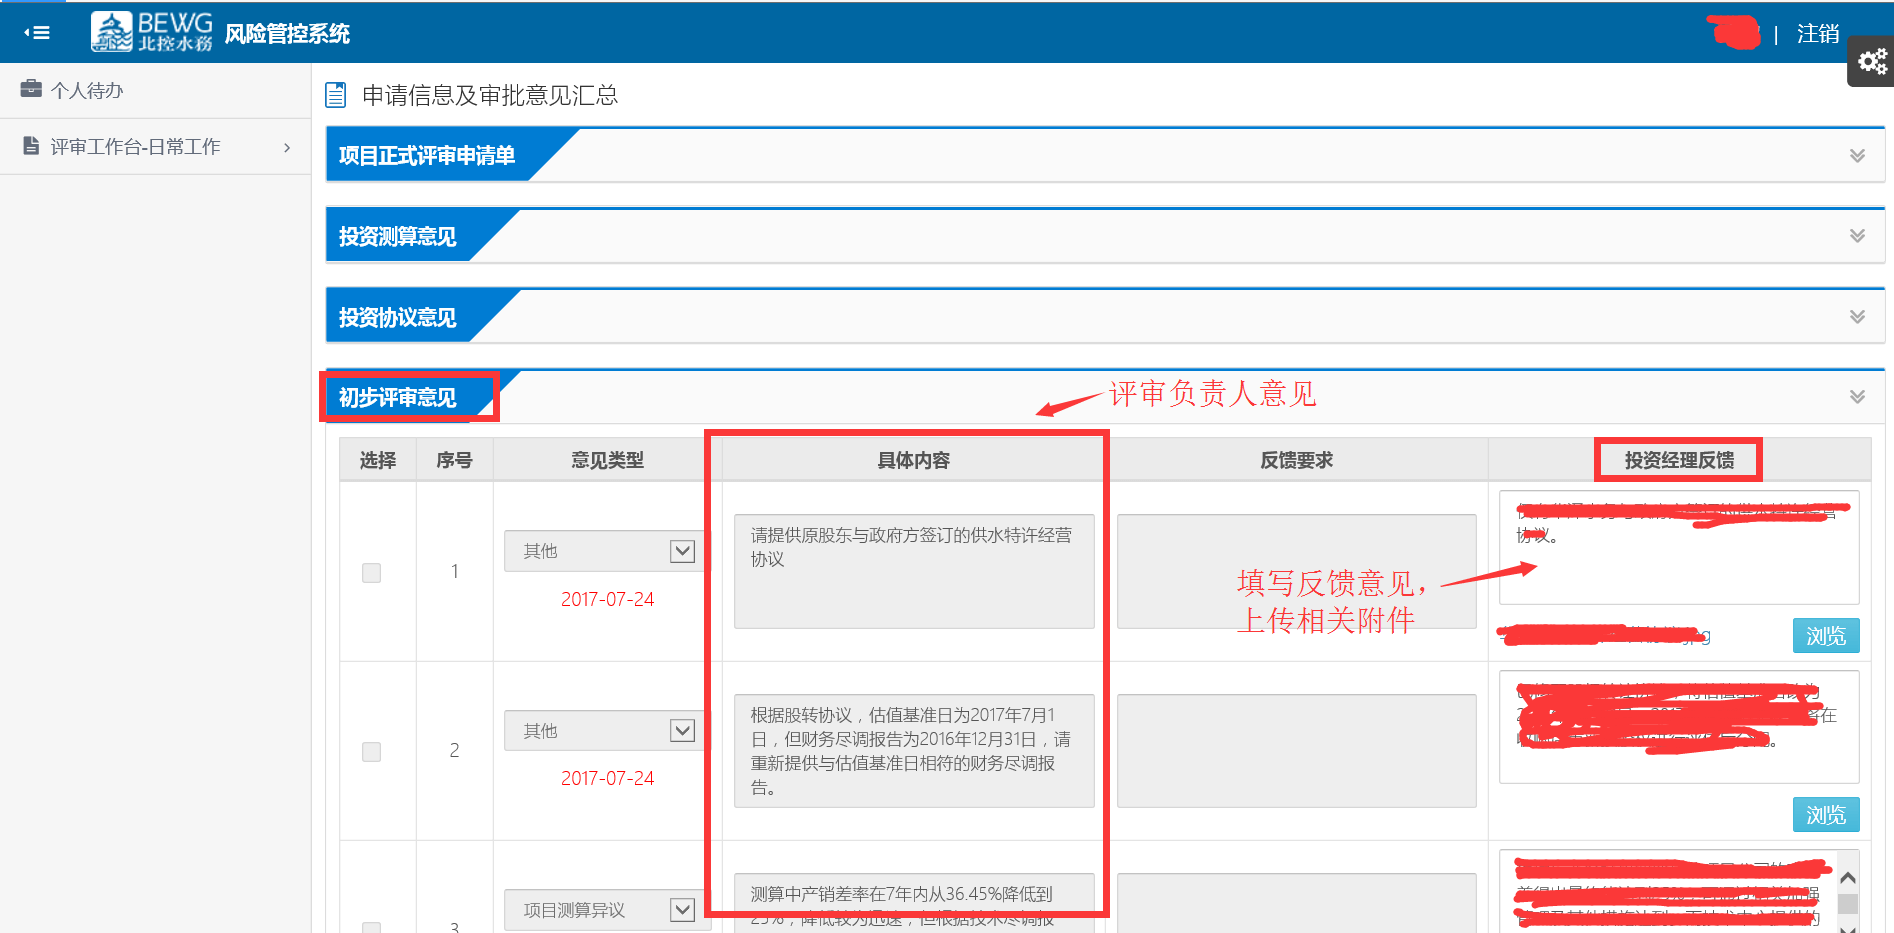 BEWG
北控水務
风险管控系统
|
注销
个人待办
评审工作台-日常工作
申请信息及审批意见汇总
项目正式评审申请单
投资测算意见
投资协议意见
初步评审意见
评审负责人意见
选择 序号 意见类型 具体内容 反馈要求 投资经理反馈
1
其他
2017-07-24
请提供原股东与政府方签订的供水特许经营
协议
协议。
填写反馈意见，
上传相关附件
浏览
2
其他
2017-07-24
根据股转协议，估值基准日为2017年7月1
日，但财务尽调报告为2016年12月31日，请
重新提供与估值基准日相符的财务尽调报
告。
浏览
3
项目测算异议
测算中产销差率在7年内从36.45%降低到
25%，降低较为迅速，但根据技术尽调报